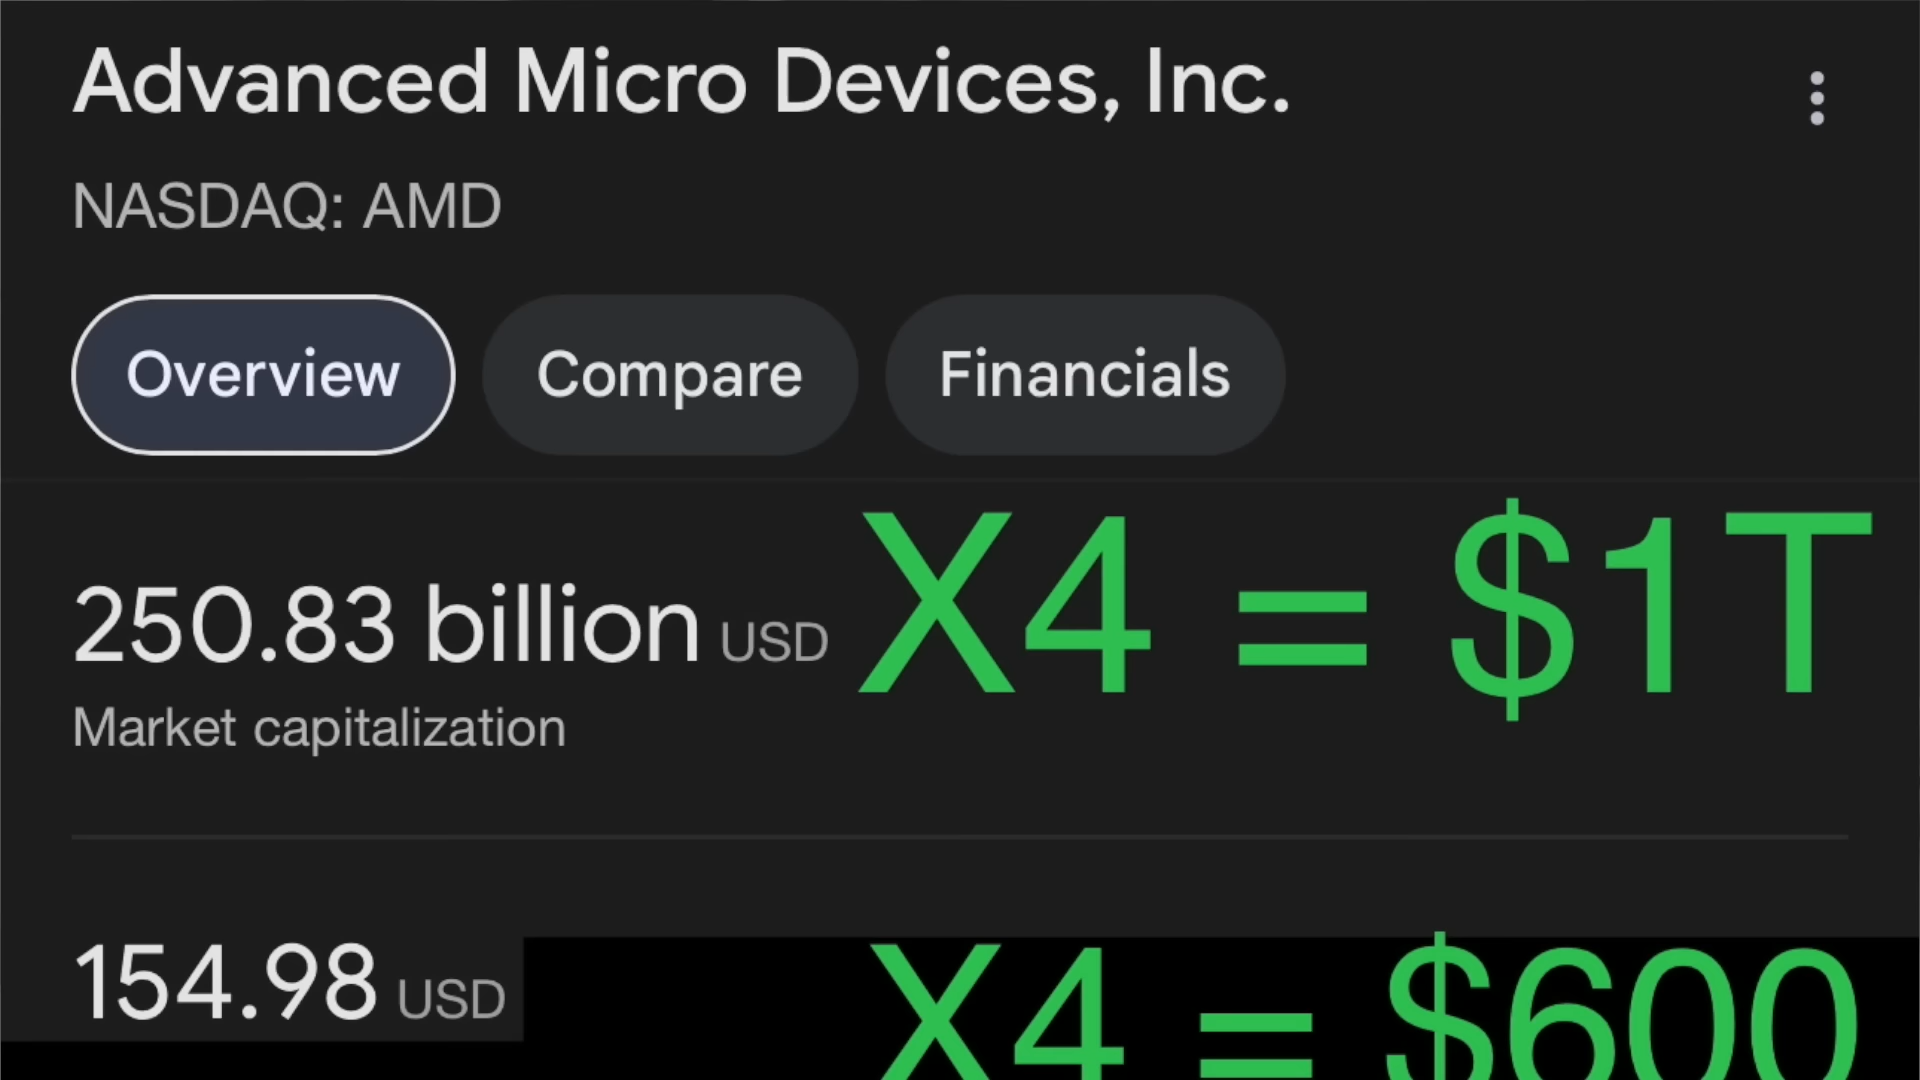 Advanced Micro Devices, Inc.
NASDAQ: AMD
Overview Compare Financials
250.83 billion USD X4 = $1T
Market capitalization
154.98 USD X4 = $600